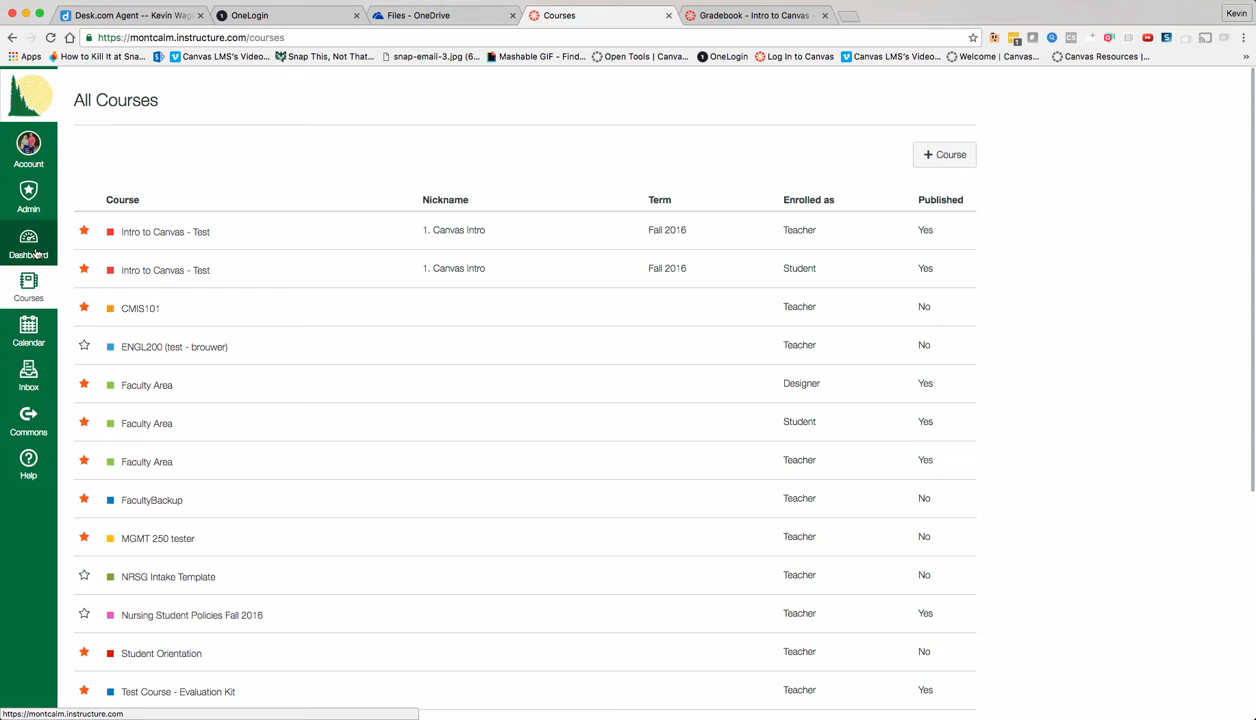 Desk.com Agent -- Kevin Wag
OneLogin
Files - OneDrive
Courses
Gradebook - Intro to Canvas -
Kevin
https://montcalm.instructure.com/courses
Apps
How to Kill It at Sna...
Canvas LMS's Video...
Snap This, Not That...
snap-email-3.jpg (6...
Mashable GIF - Find...
Open Tools | Canva...
OneLogin
Log In to Canvas
Canvas LMS's Video...
Welcome | Canvas...
Canvas Resources |...
»
All Courses
+ Course
Account
Admin
Dashboard
Courses
Calendar
Inbox
Commons
Help
Course Nickname Term Enrolled as Published
Intro to Canvas - Test 1. Canvas Intro Fall 2016 Teacher Yes
Intro to Canvas - Test 1. Canvas Intro Fall 2016 Student Yes
CMIS101 Teacher No
ENGL200 (test - brouwer) Teacher No
Faculty Area Designer Yes
Faculty Area Student Yes
Faculty Area Teacher Yes
FacultyBackup Teacher No
MGMT 250 tester Teacher No
NRSG Intake Template Teacher No
Nursing Student Policies Fall 2016 Teacher Yes
Student Orientation Teacher No
Test Course - Evaluation Kit Teacher Yes
https://montcalm.instructure.com